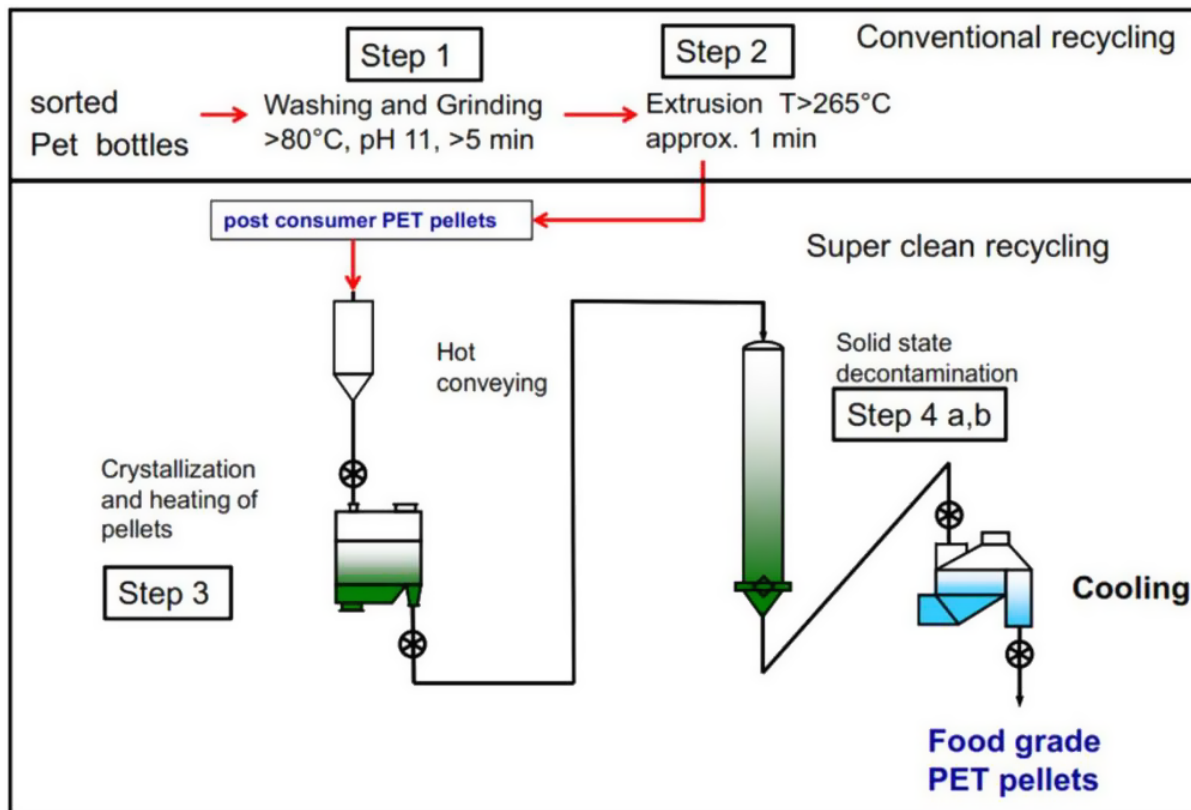 Conventional recycling
Step 1
Step 2
sorted
Pet bottles
Washing and Grinding
>80°C, pH 11, >5 min
Extrusion T>265°C
approx. 1 min
post consumer PET pellets
Super clean recycling
Hot
conveying
Solid state
decontamination
Step 4 a,b
Crystallization
and heating of
pellets
Step 3
Cooling
Food grade
PET pellets